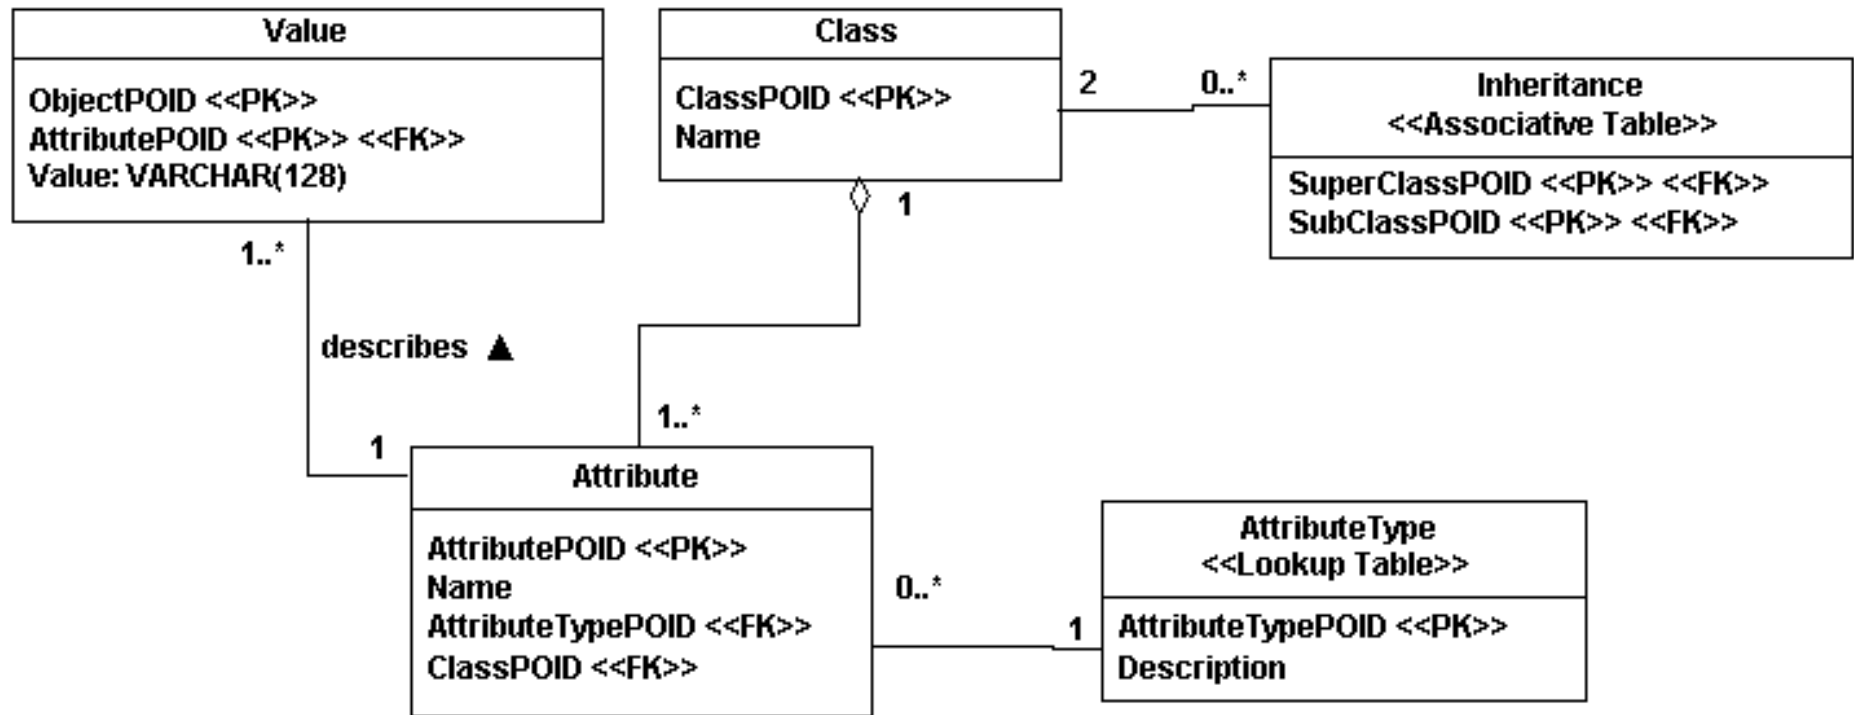 Value
ObjectPOID <<PK>>
AttributePOID <<PK>> <<FK>>
Value: VARCHAR(128)
Class
ClassPOID <<PK>>
Name
2
0..*
Inheritance
<<Associative Table>>
SuperClassPOID <<PK>> <<FK>>
SubClassPOID <<PK>> <<FK>>
1
1..*
describes ▲
1..*
1
Attribute
AttributePOID <<PK>>
Name
AttributeTypePOID <<FK>>
ClassPOID <<FK>>
0..*
1
AttributeType
<<Lookup Table>>
AttributeTypePOID <<PK>>
Description